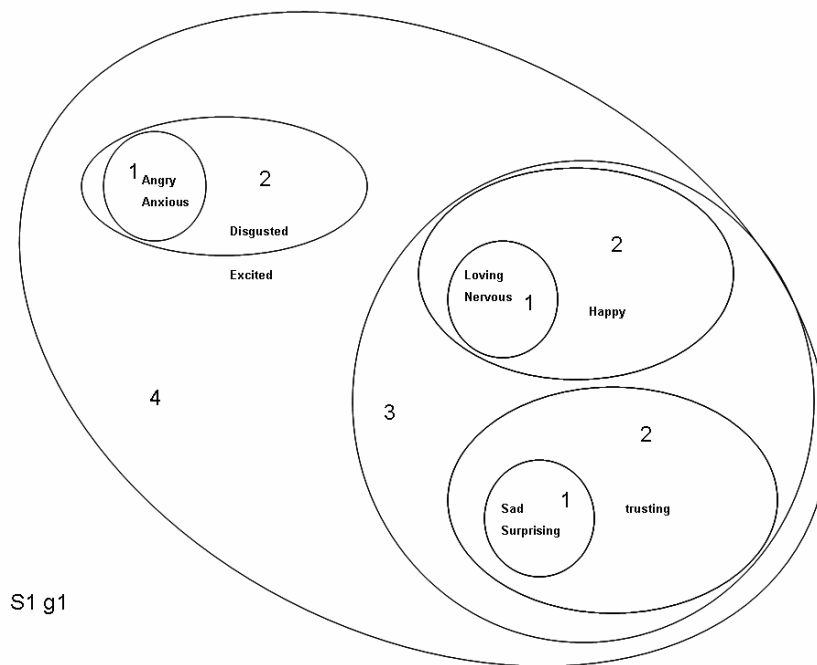 1
Angry
Anxious
2
Disgusted
Excited
2
Loving
Nervous
1
Happy
4
3
2
1
Sad
Surprising
trusting
S1 g1